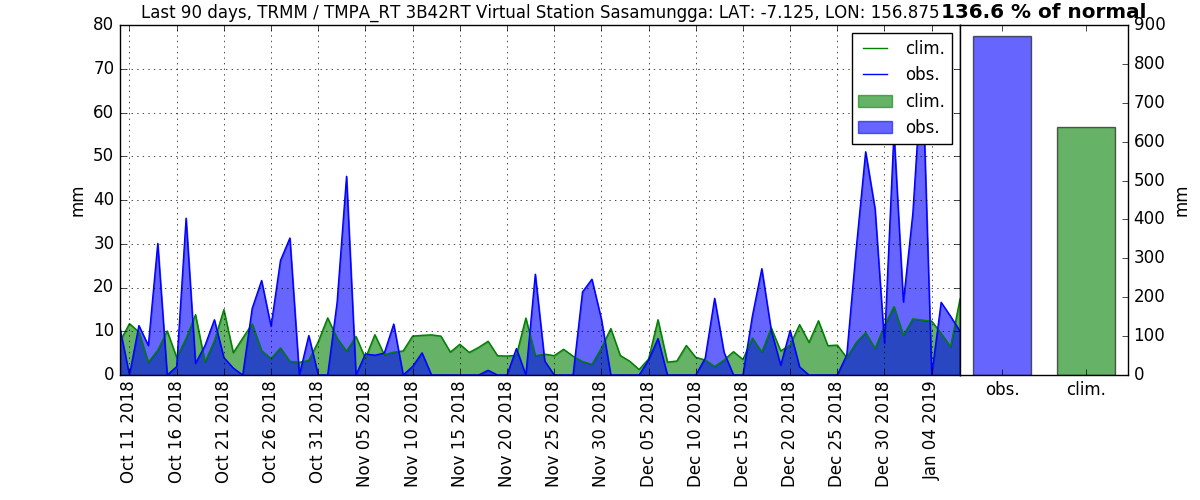 Last 90 days, TRMM / TMPA_RT 3B42RT Virtual Station Sasamungga: LAT: -7.125, LON: 156.875
136.6 % of normal
80
70
60
50
40
30
20
10
0
mm
clim.
obs.
clim.
obs.
900
800
700
600
500
400
300
200
100
0
mm
Oct 11 2018
Oct 16 2018
Oct 21 2018
Oct 26 2018
Oct 31 2018
Nov 05 2018
Nov 10 2018
Nov 15 2018
Nov 20 2018
Nov 25 2018
Nov 30 2018
Dec 05 2018
Dec 10 2018
Dec 15 2018
Dec 20 2018
Dec 25 2018
Dec 30 2018
Jan 04 2019
obs.
clim.